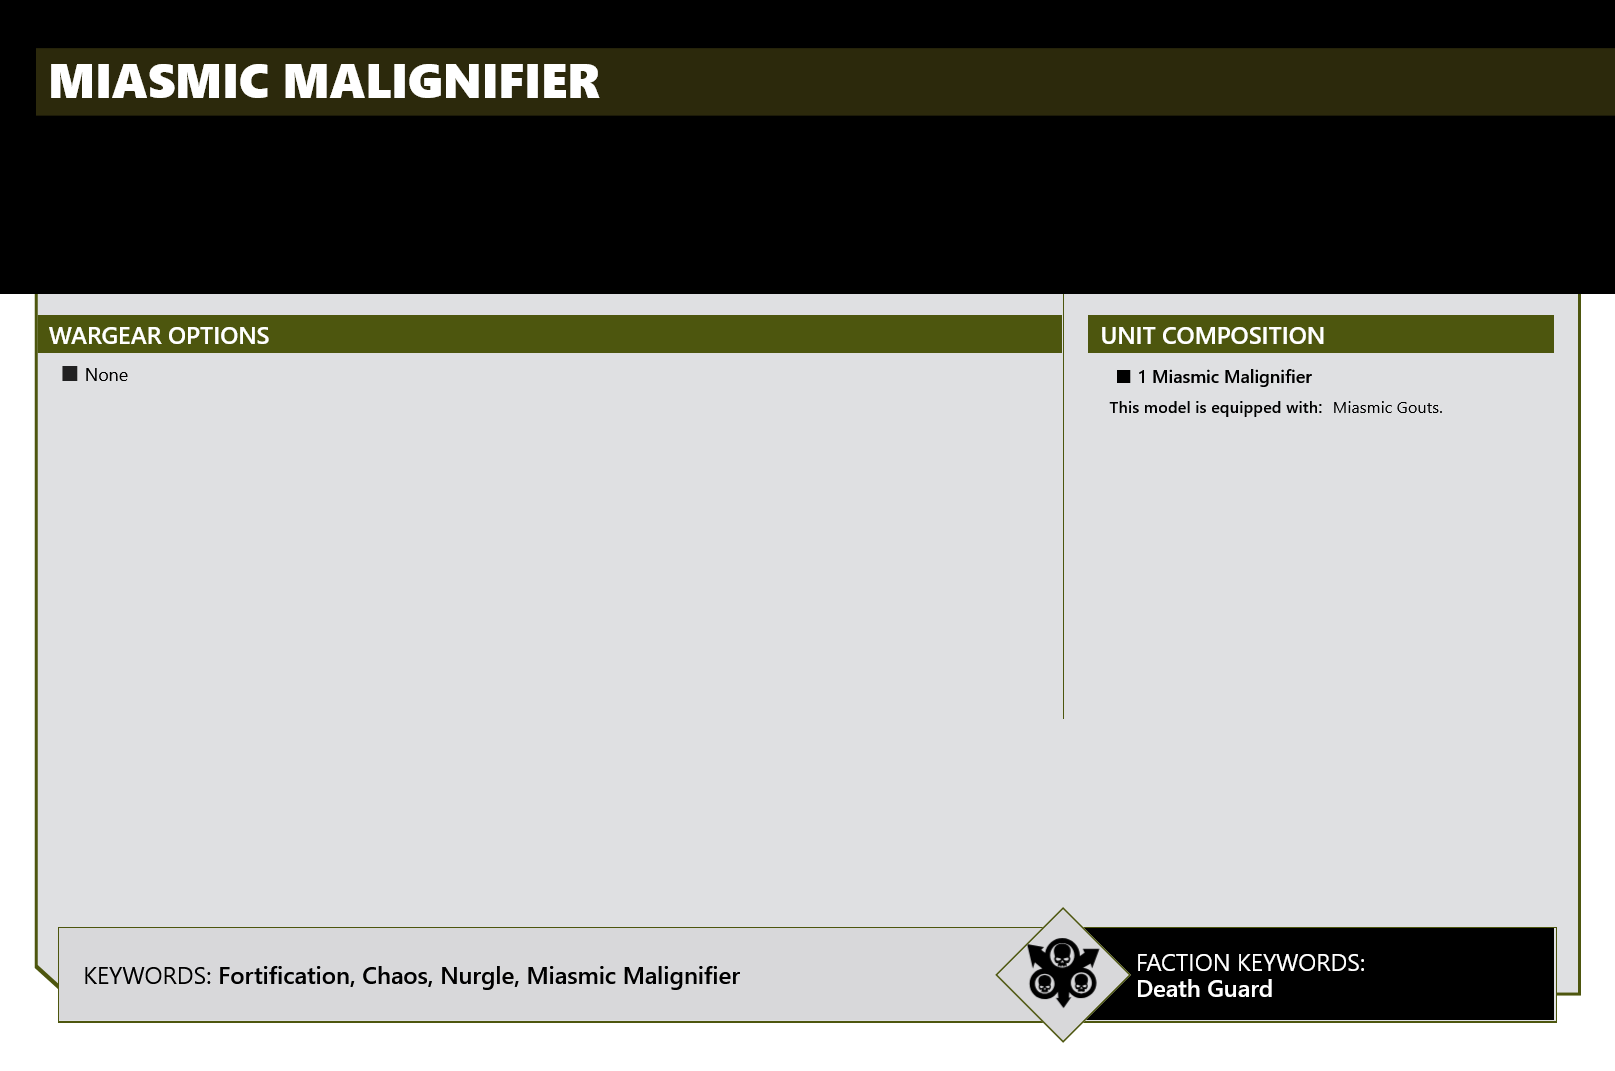 MIASMIC MALIGNIFIER
WARGEAR OPTIONS
■ None
UNIT COMPOSITION
■ 1 Miasmic Malignifier
This model is equipped with: Miasmic Gouts.
KEYWORDS: Fortification, Chaos, Nurgle, Miasmic Malignifier
FACTION KEYWORDS:
Death Guard